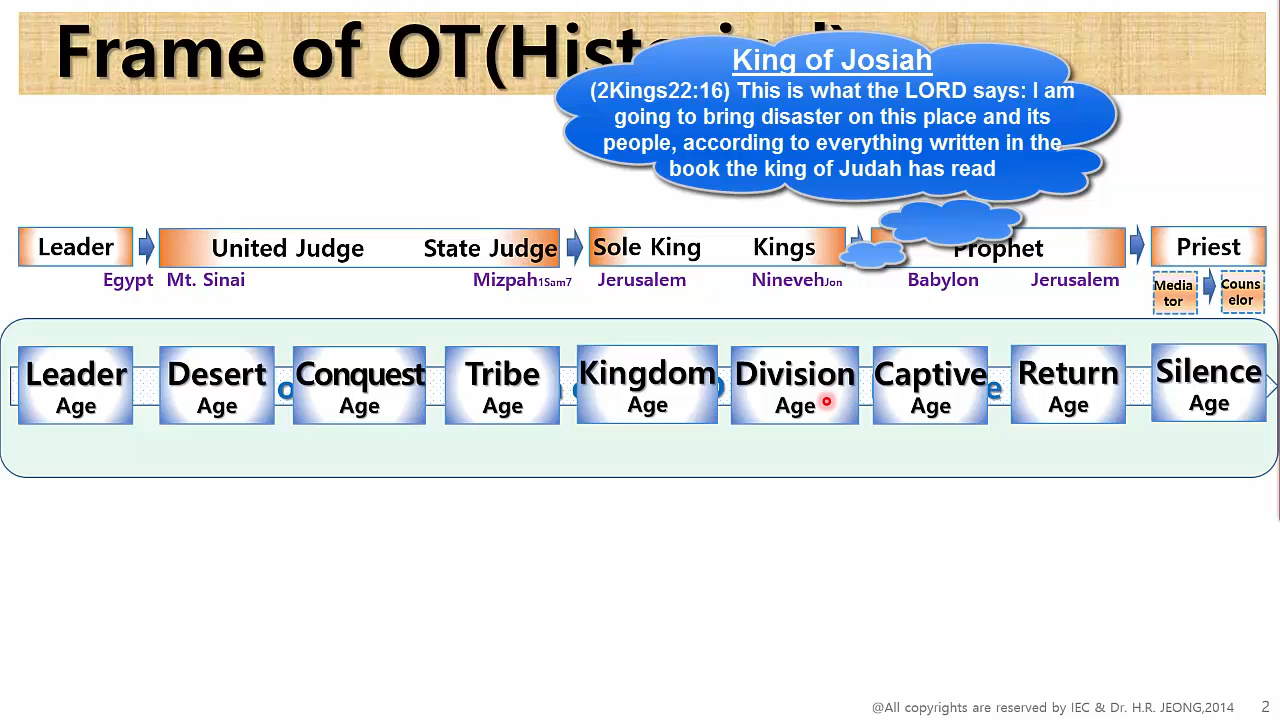 Frame of OT(Hist
King of Josiah
(2Kings22:16) This is what the LORD says: I am
going to bring disaster on this place and its
people, according to everything written in the
book the king of Judah has read
Leader United Judge State Judge Sole King Kings Prophet Priest
Egypt Mt. Sinai Mizpah1Sam7 Jerusalem NinevehJon Babylon Jerusalem
Media
tor
Couns
elor
Leader Desert Conquest Tribe Kingdom Division Captive Return Silence
Age Age Age Age Age Age Age Age Age
@All copyrights are reserved by IEC & Dr. H.R. JEONG,2014 2